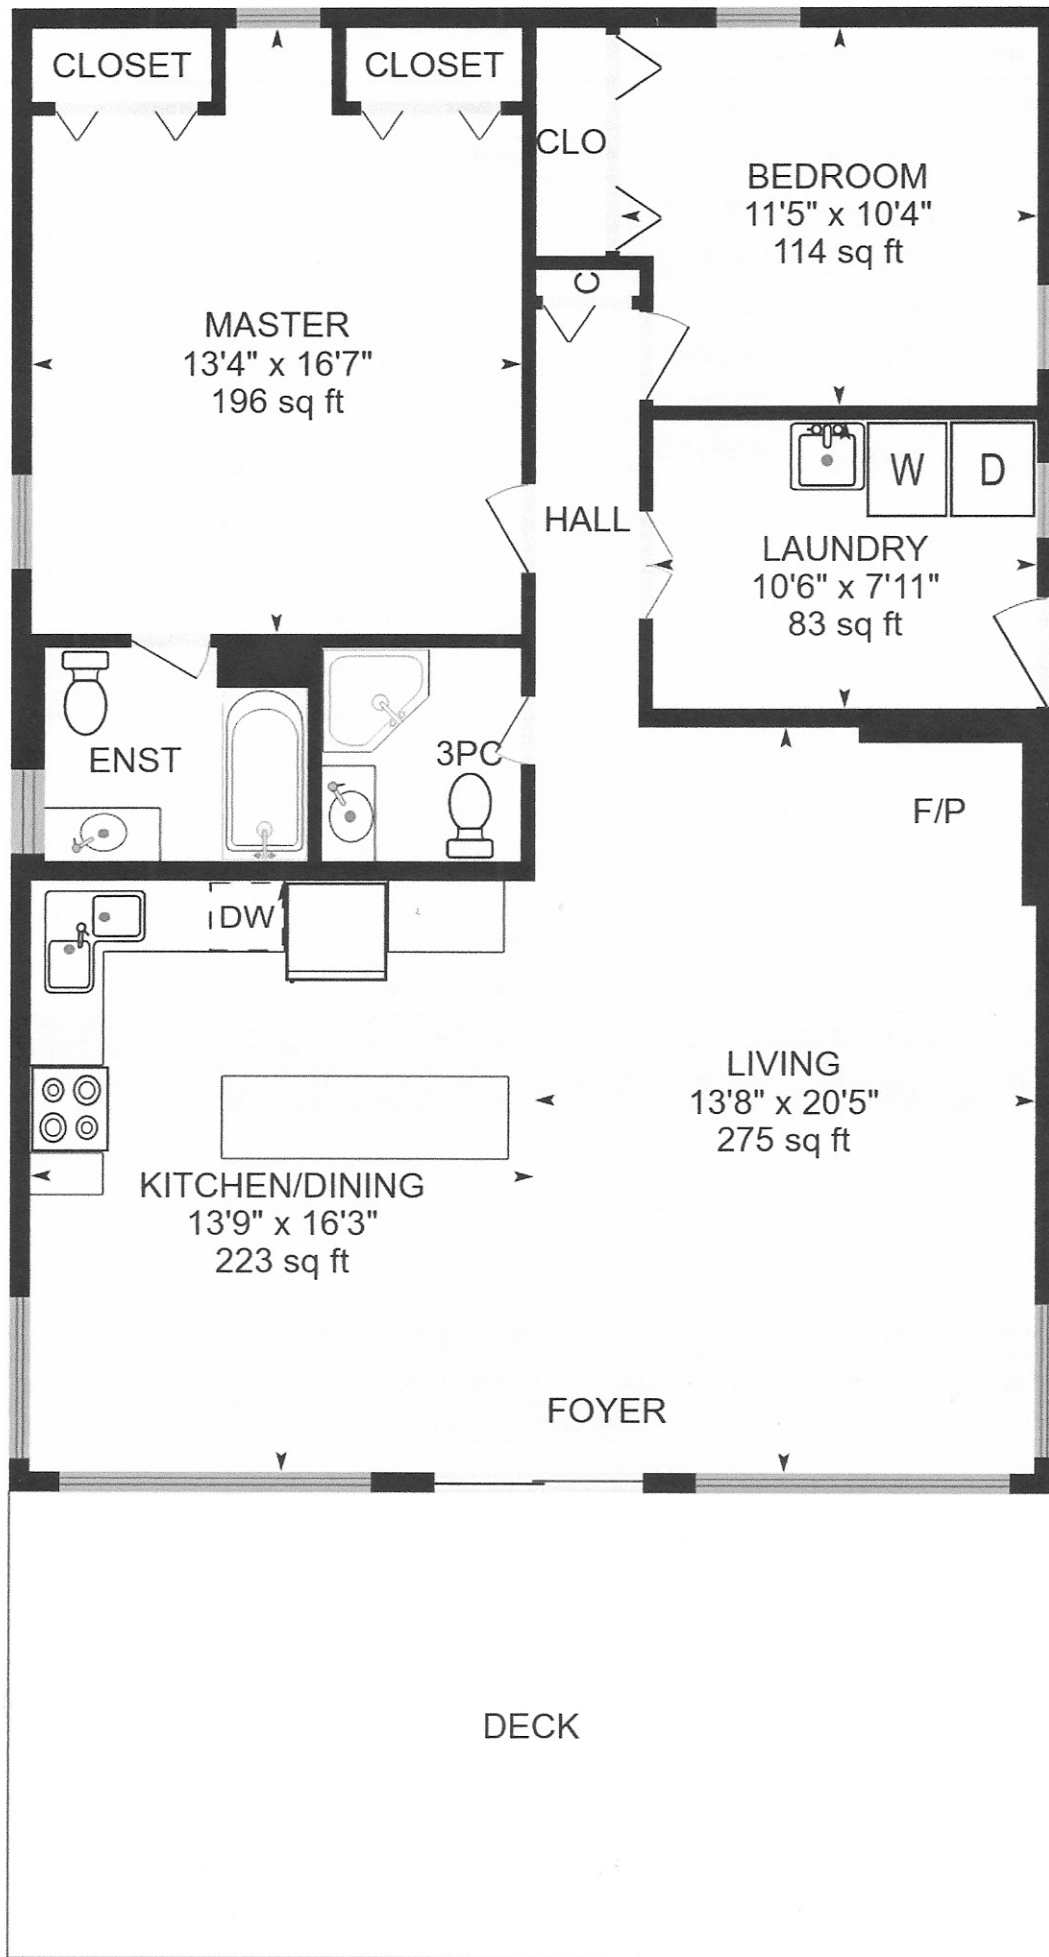 CLOSET
CLOSET
CLO
BEDROOM
11'5" x 10'4"
114 sq ft
C
MASTER
13'4" x 16'7"
196 sq ft
W
D
HALL
LAUNDRY
10'6" x 7'11"
83 sq ft
ENST
3PC
F/P
DW
LIVING
13'8" x 20'5"
275 sq ft
KITCHEN/DINING
13'9" x 16'3"
223 sq ft
FOYER
DECK